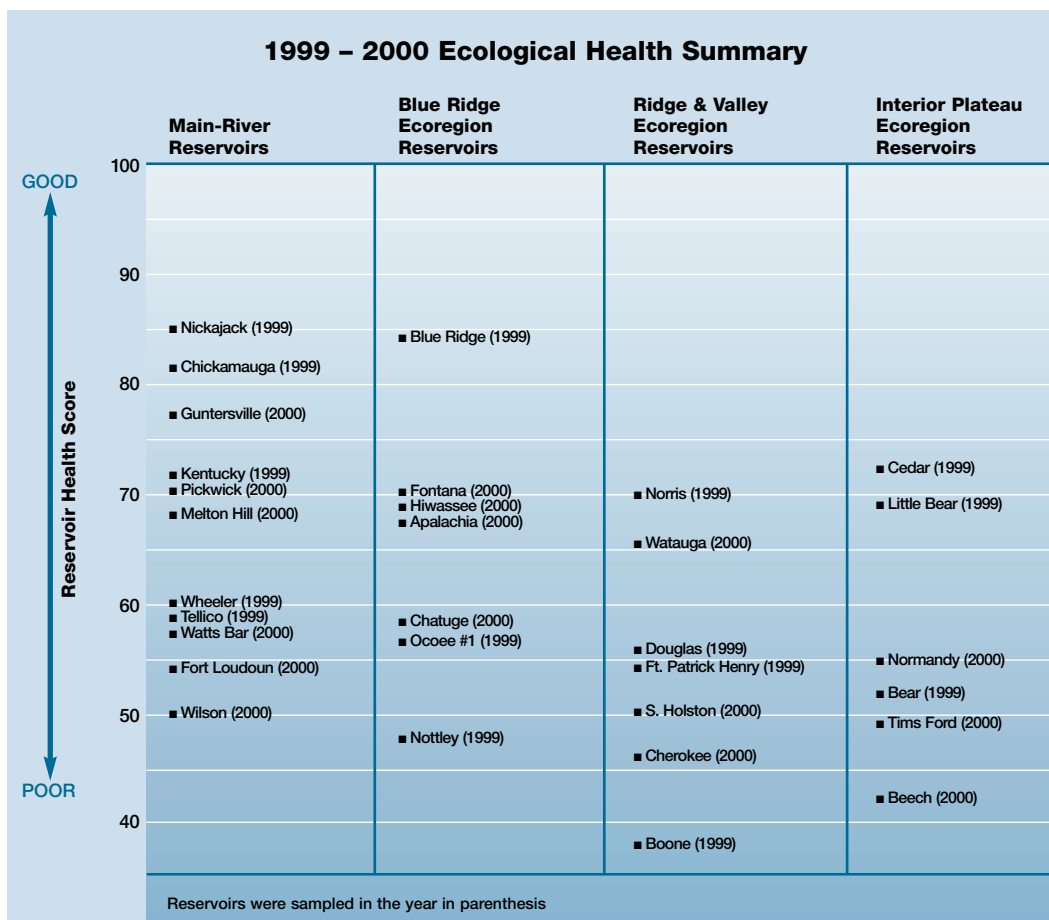 1999 – 2000 Ecological Health Summary
Main-River
Reservoirs
Blue Ridge
Ecoregion
Reservoirs
Ridge & Valley
Ecoregion
Reservoirs
Interior Plateau
Ecoregion
Reservoirs
GOOD
POOR
Reservoir Health Score
100
90
80
70
60
50
40
Nickajack (1999)
Chickamauga (1999)
Guntersville (2000)
Kentucky (1999)
Pickwick (2000)
Melton Hill (2000)
Wheeler (1999)
Tellico (1999)
Watts Bar (2000)
Fort Loudoun (2000)
Wilson (2000)
Blue Ridge (1999)
Fontana (2000)
Hiwassee (2000)
Apalachia (2000)
Chatuge (2000)
Ocoee #1 (1999)
Nottley (1999)
Norris (1999)
Watauga (2000)
Douglas (1999)
Ft. Patrick Henry (1999)
S. Holston (2000)
Cherokee (2000)
Boone (1999)
Cedar (1999)
Little Bear (1999)
Normandy (2000)
Bear (1999)
Tims Ford (2000)
Beech (2000)
Reservoirs were sampled in the year in parenthesis